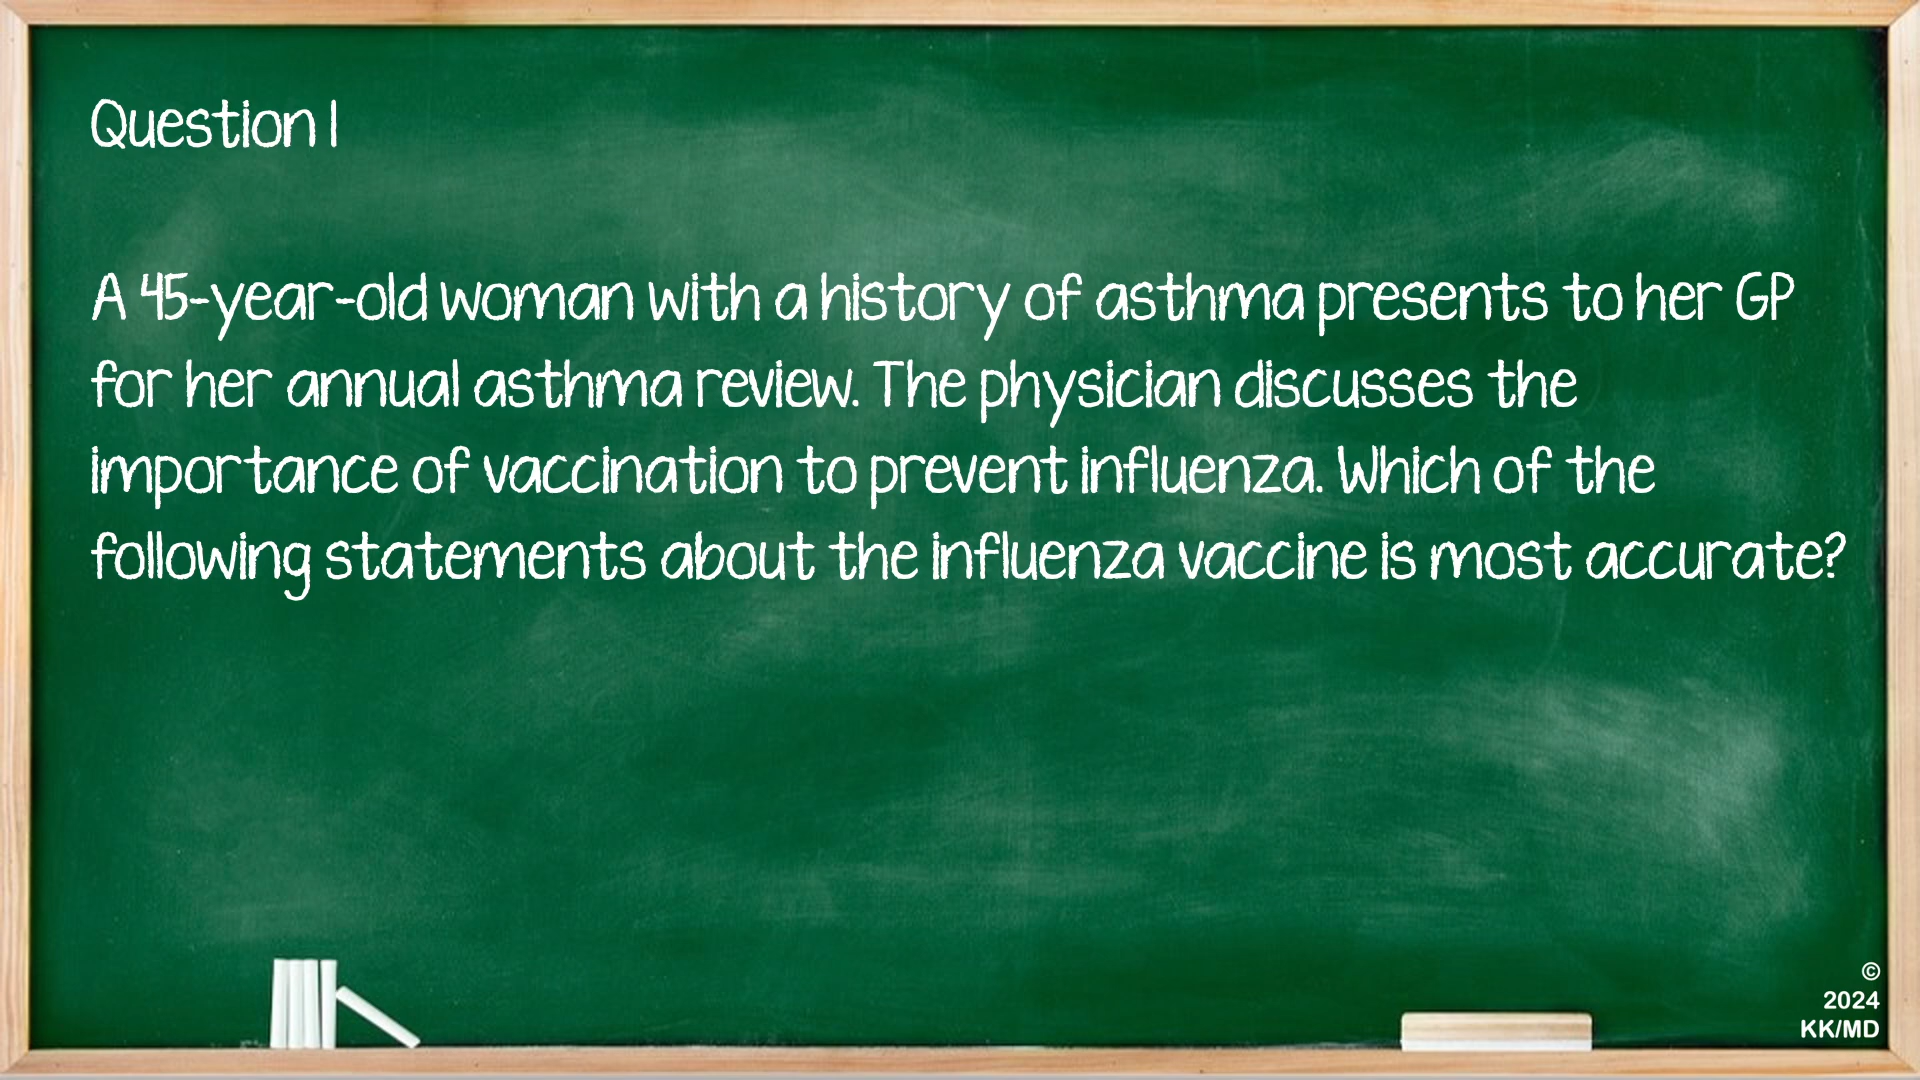 Question 1
A 45-year-old woman with a history of asthma presents to her GP
for her annual asthma review. The physician discusses the
importance of vaccination to prevent influenza. Which of the
following statements about the influenza vaccine is most accurate?
©
2024
KK/MD